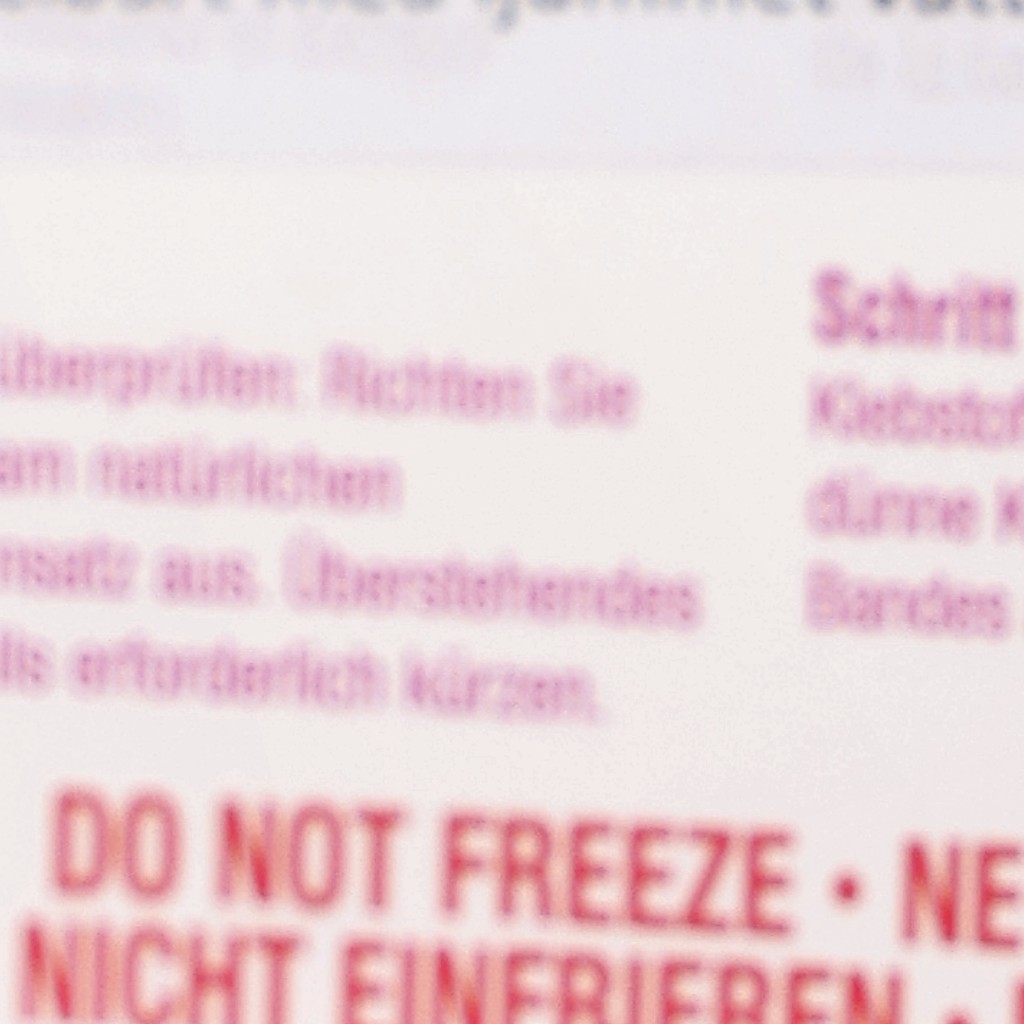 überprüfen. Richten Sie
am natürlichen
nsatz aus. Überstehendes
lls erforderlich kürzen.
Schritt
Klebstof
dünne K
Bandes
DO NOT FREEZE • NE
NICHT EINFRIEREN •